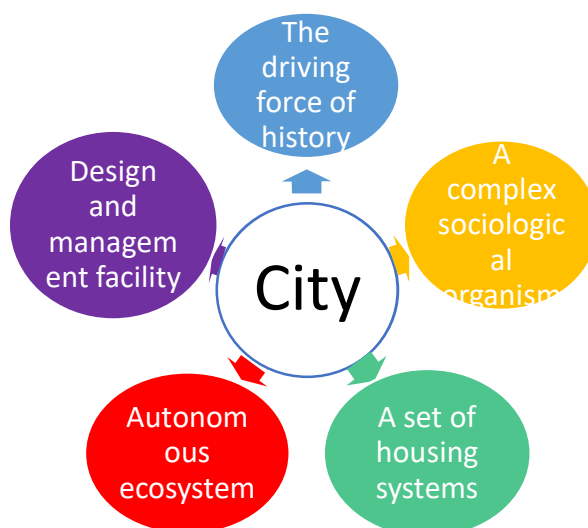 The
driving
force of
history
A
complex
sociologic
al
organism
A set of
housing
systems
Autonom
ous
ecosystem
Design
and
managem
ent facility
City